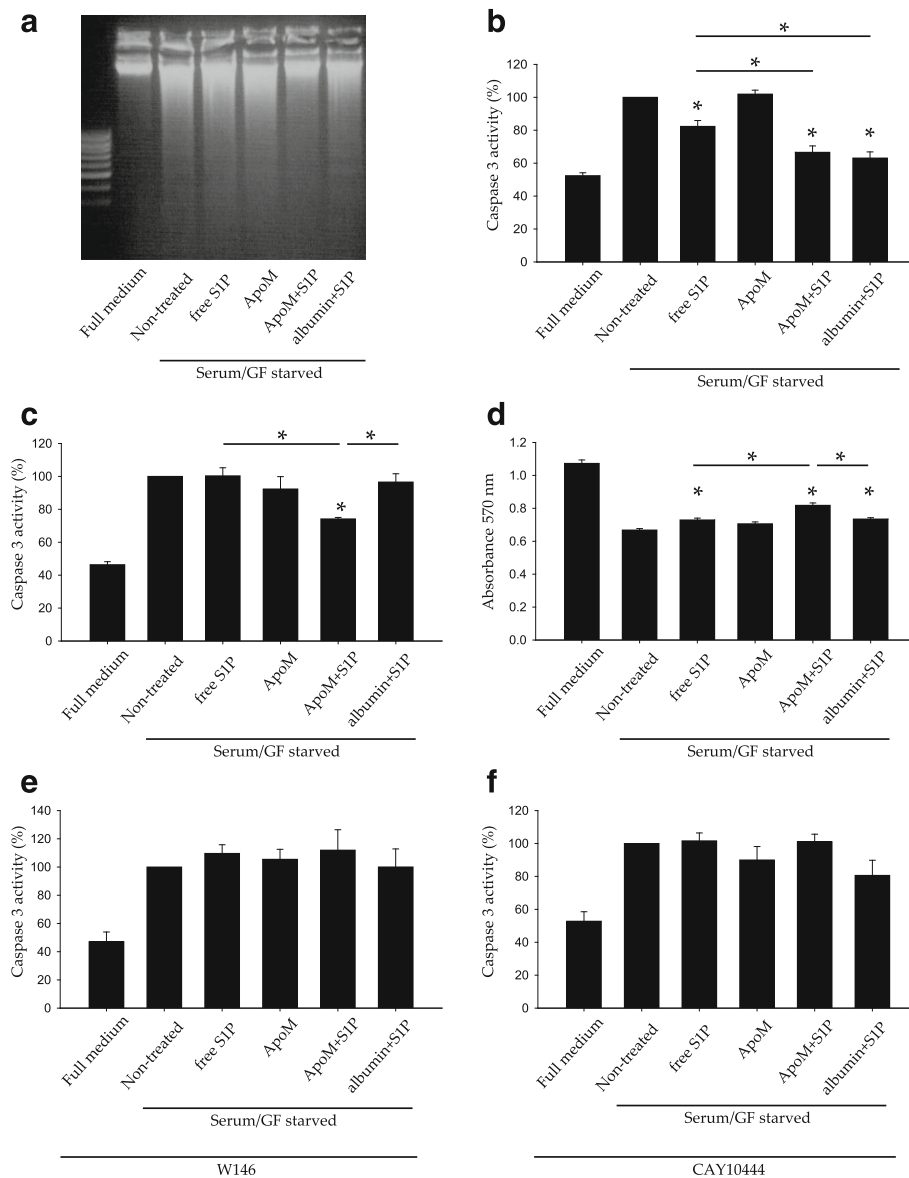 a
Full medium
Non-treated
free S1P
ApoM
ApoM+S1P
albumin+S1P
Serum/GF starved
b
Caspase 3 activity (%)
120
100
80
60
40
20
0
*
*
*
*
*
Full medium
Non-treated
free S1P
ApoM
ApoM+S1P
albumin+S1P
Serum/GF starved
c
Caspase 3 activity (%)
120
100
80
60
40
20
0
*
*
*
Full medium
Non-treated
free S1P
ApoM
ApoM+S1P
albumin+S1P
Serum/GF starved
d
Absorbance 570 nm
1.2
1.0
0.8
0.6
0.4
0.2
0.0
*
*
*
*
*
Full medium
Non-treated
free S1P
ApoM
ApoM+S1P
albumin+S1P
Serum/GF starved
e
Caspase 3 activity (%)
140
120
100
80
60
40
20
0
Full medium
Non-treated
free S1P
ApoM
ApoM+S1P
albumin+S1P
Serum/GF starved
W146
f
Caspase 3 activity (%)
120
100
80
60
40
20
0
Full medium
Non-treated
free S1P
ApoM
ApoM+S1P
albumin+S1P
Serum/GF starved
CAY10444